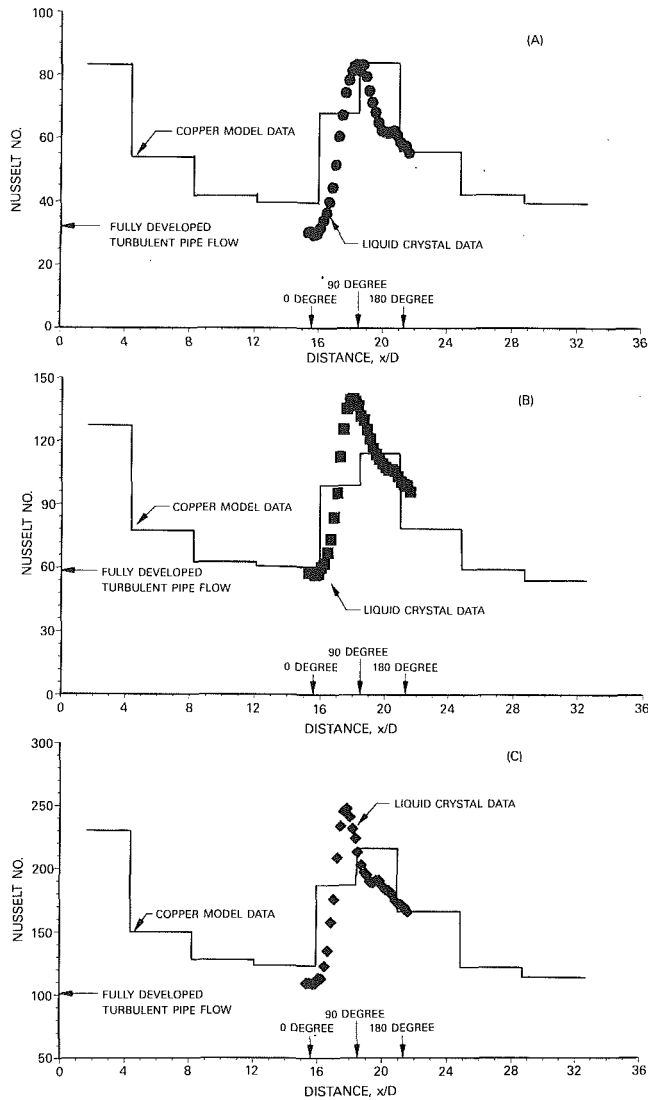 100
(A)
80
COPPER MODEL DATA
60
NUSSELT NO.
40
FULLY DEVELOPED
TURBULENT PIPE FLOW
LIQUID CRYSTAL DATA
20
90 DEGREE
0 DEGREE
180 DEGREE
0
0 4 8 12 16 20 24 28 32 36
DISTANCE, x/D
150
(B)
120
COPPER MODEL DATA
NUSSELT NO.
90
60
FULLY DEVELOPED
TURBULENT PIPE FLOW
LIQUID CRYSTAL DATA
30
90 DEGREE
0 DEGREE
180 DEGREE
0
0 4 8 12 16 20 24 28 32 36
DISTANCE, x/D
300
(C)
250
LIQUID CRYSTAL DATA
200
NUSSELT NO.
COPPER MODEL DATA
150
100
FULLY DEVELOPED
TURBULENT PIPE FLOW
90 DEGREE
0 DEGREE
180 DEGREE
50
0 4 8 12 16 20 24 28 32 36
DISTANCE, x/D